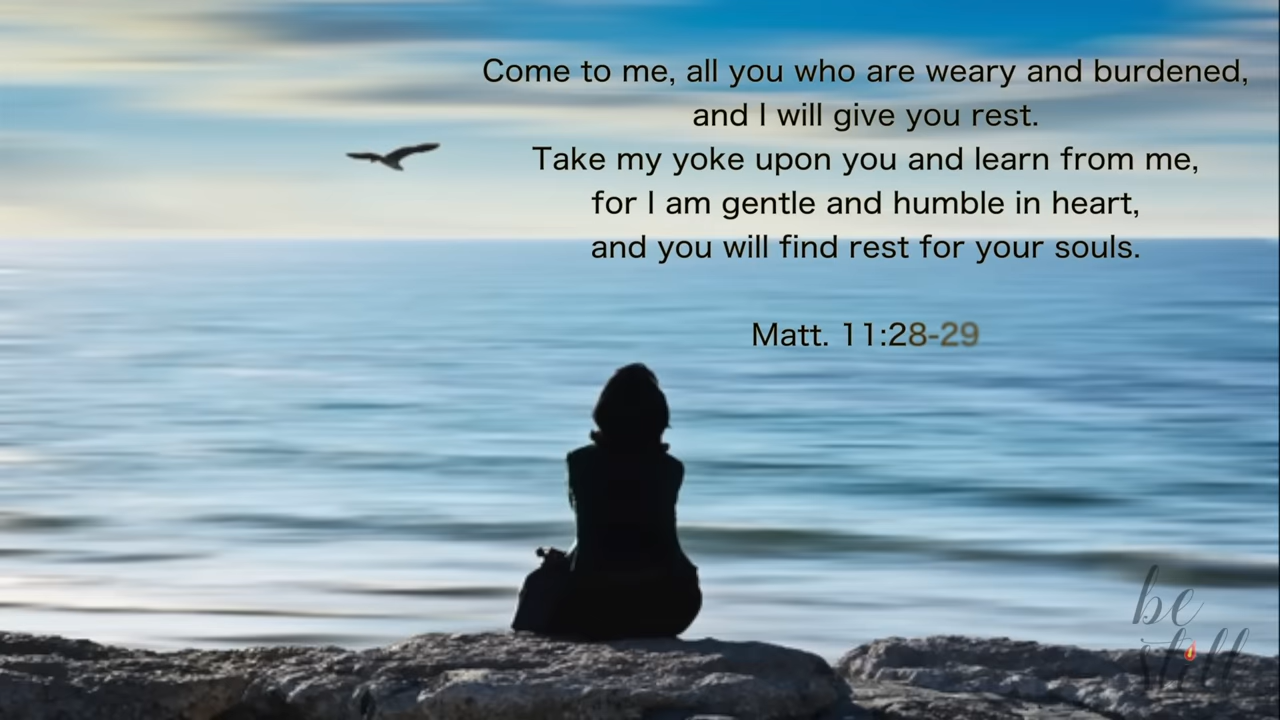 Come to me, all you who are weary and burdened,
and I will give you rest.
Take my yoke upon you and learn from me,
for I am gentle and humble in heart,
and you will find rest for your souls.
Matt. 11:28-29
be
still